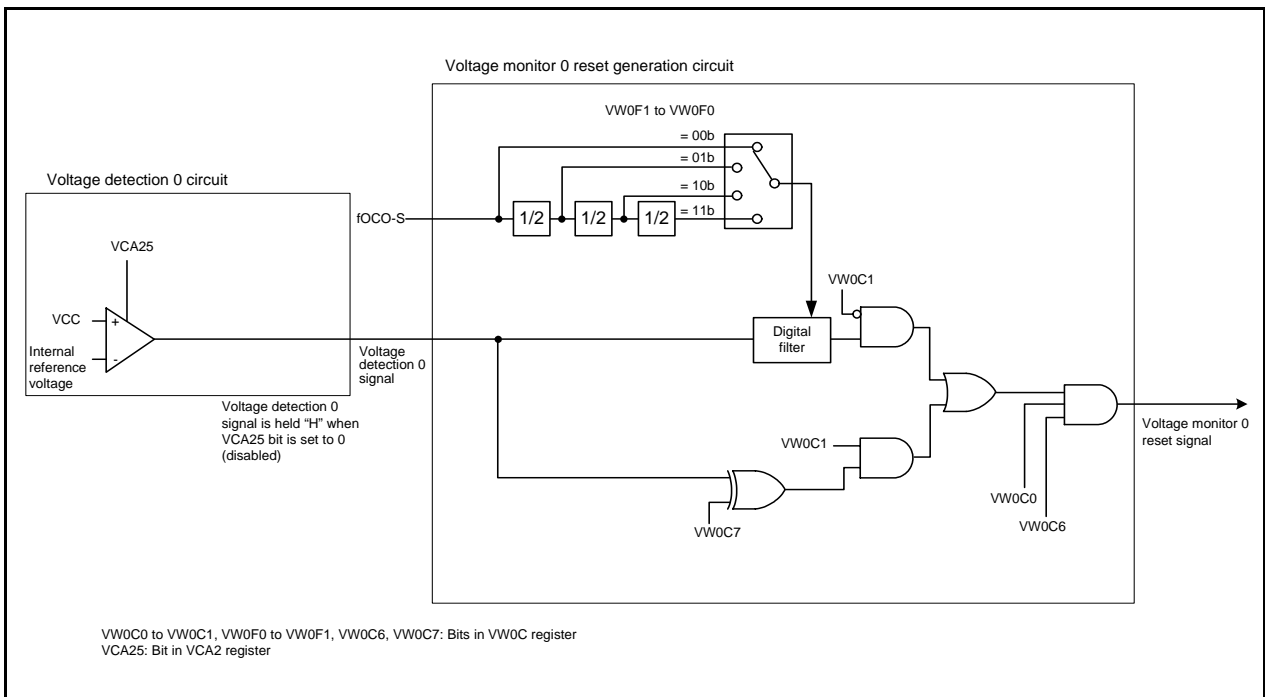 Voltage monitor 0 reset generation circuit
VW0F1 to VW0F0
= 00b
= 01b
= 10b
= 11b
Voltage detection 0 circuit
fOCO-S
1/2
1/2
1/2
VCA25
VW0C1
VCC
+
Internal
reference
voltage
-
Voltage
detection 0
signal
Digital
filter
Voltage detection 0
signal is held “H” when
VCA25 bit is set to 0
(disabled)
Voltage monitor 0
reset signal
VW0C1
VW0C7
VW0C0
VW0C6
VW0C0 to VW0C1, VW0F0 to VW0F1, VW0C6, VW0C7: Bits in VW0C register
VCA25: Bit in VCA2 register